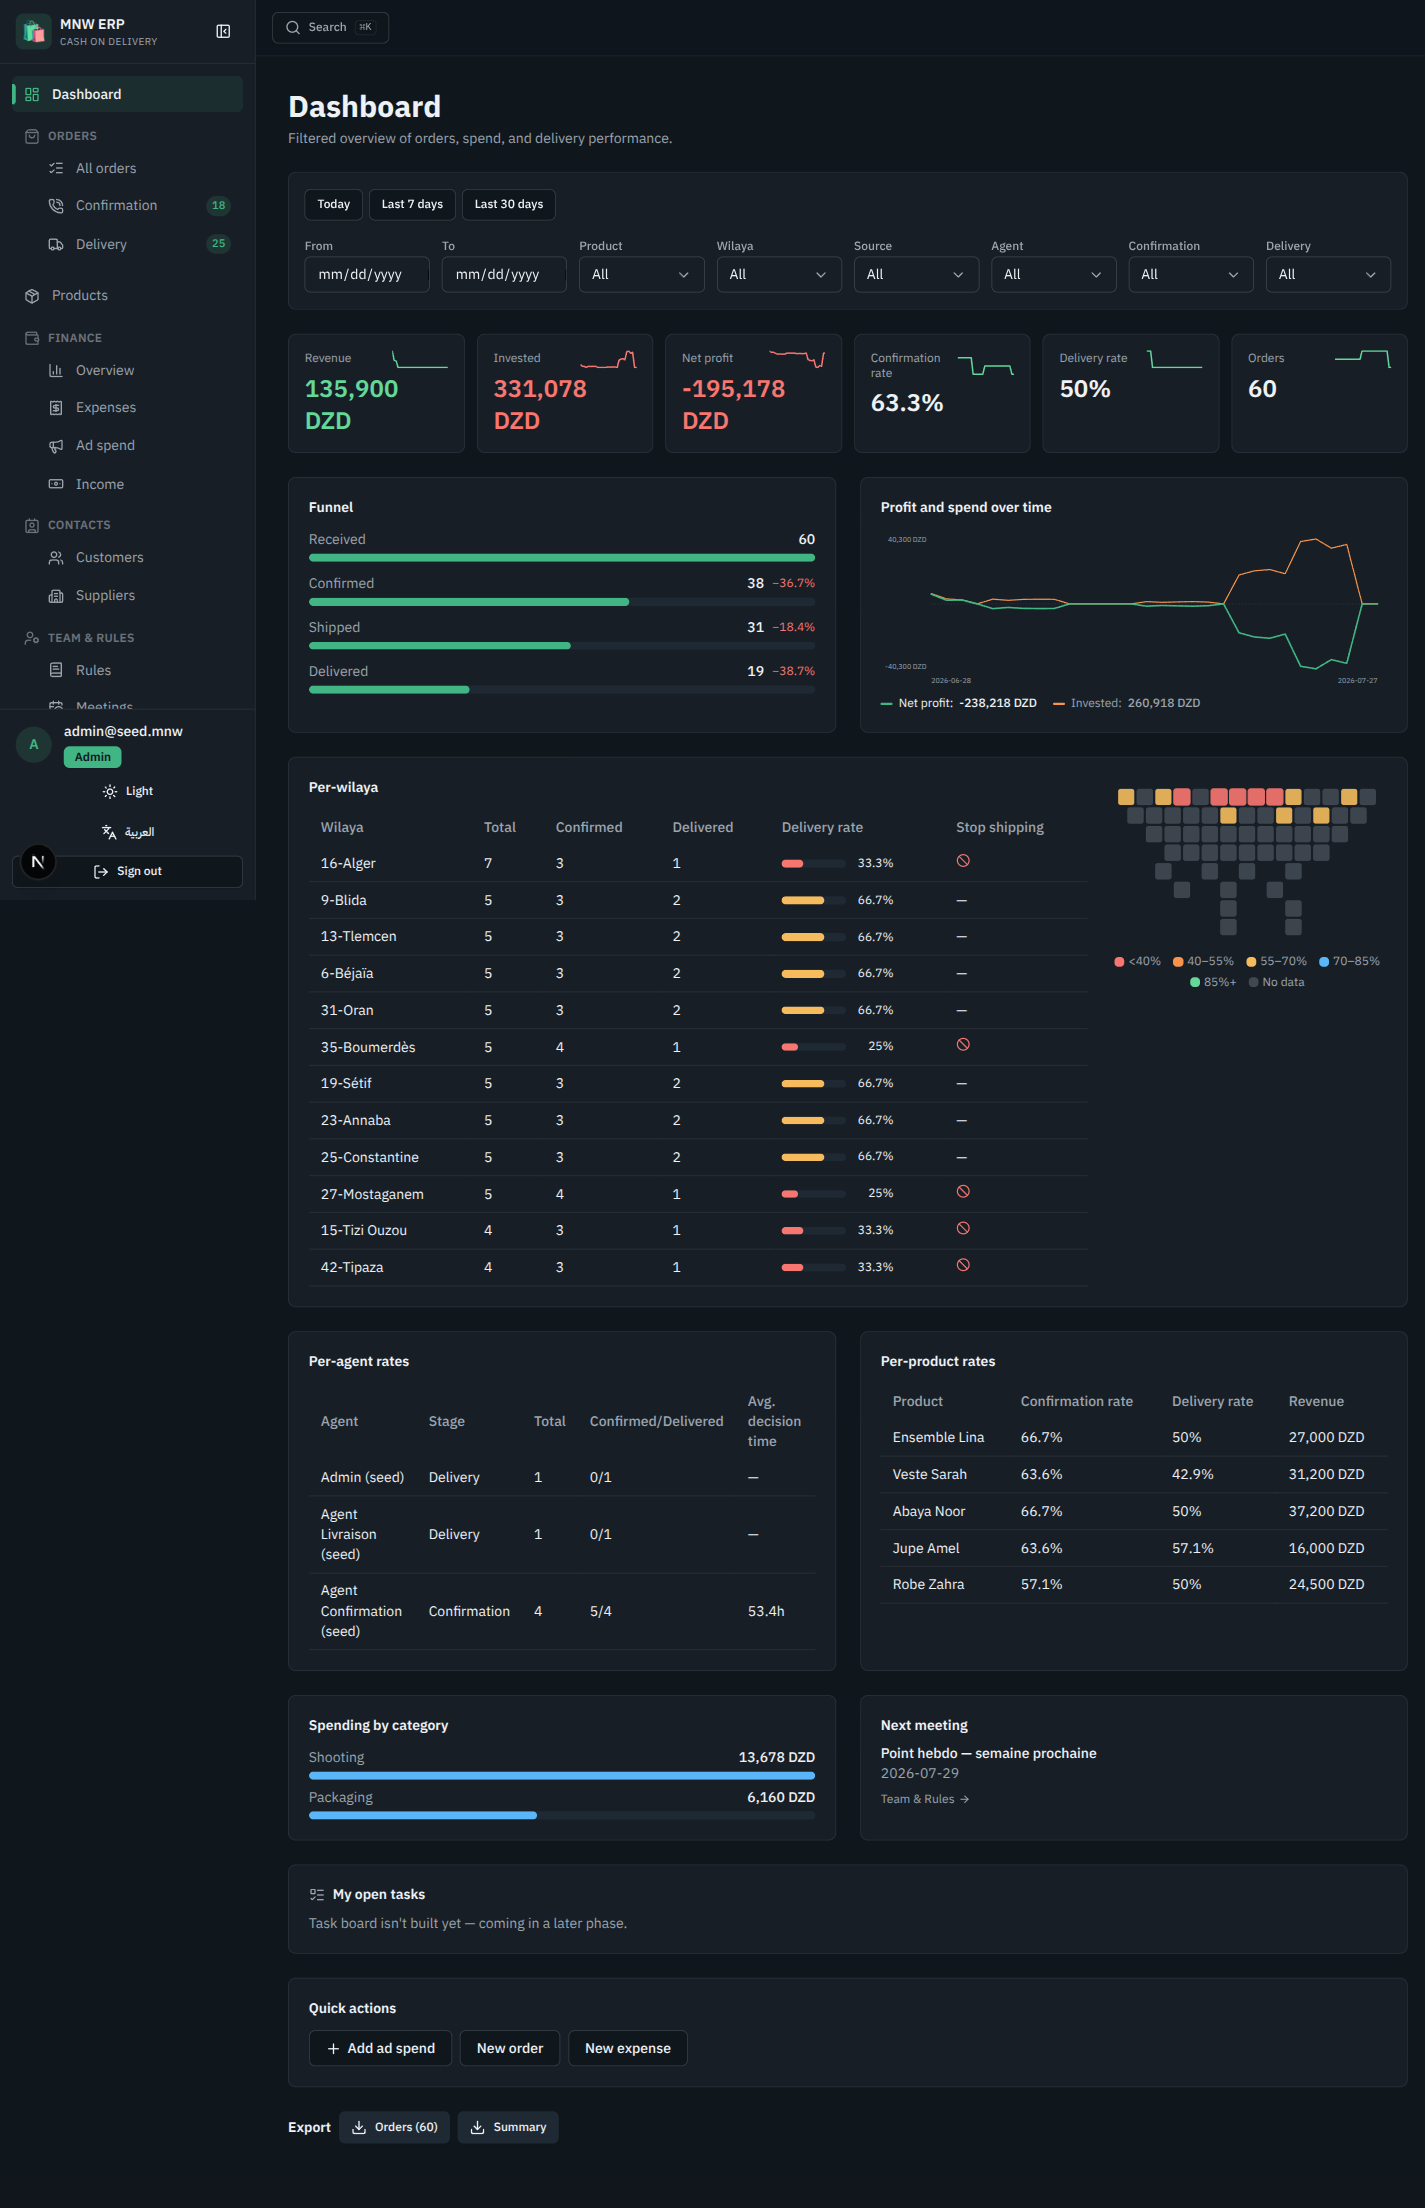 MNW ERP
CASH ON DELIVERY
Dashboard
ORDERS
All orders
Confirmation 18
Delivery 25
Products
FINANCE
Overview
Expenses
Ad spend
Income
CONTACTS
Customers
Suppliers
TEAM & RULES
Rules
Meetings
admin@seed.mnw
A
Admin
Light
العربية
N
Sign out
Search ⌘K
Dashboard
Filtered overview of orders, spend, and delivery performance.
Today Last 7 days Last 30 days
From To Product Wilaya Source Agent Confirmation Delivery
mm/dd/yyyy mm/dd/yyyy All All All All All All
Revenue
135,900
DZD
Invested
331,078
DZD
Net profit
-195,178
DZD
Confirmation
rate
63.3%
Delivery rate
50%
Orders
60
Funnel
Received 60
Confirmed 38 −36.7%
Shipped 31 −18.4%
Delivered 19 −38.7%
Profit and spend over time
40,300 DZD
-40,300 DZD
2026-06-28 2026-07-27
Net profit: -238,218 DZD Invested: 260,918 DZD
Per-wilaya
Wilaya Total Confirmed Delivered Delivery rate Stop shipping
16-Alger 7 3 1 33.3%
9-Blida 5 3 2 66.7% —
13-Tlemcen 5 3 2 66.7% —
6-Béjaïa 5 3 2 66.7% —
31-Oran 5 3 2 66.7% —
35-Boumerdès 5 4 1 25%
19-Sétif 5 3 2 66.7% —
23-Annaba 5 3 2 66.7% —
25-Constantine 5 3 2 66.7% —
27-Mostaganem 5 4 1 25%
15-Tizi Ouzou 4 3 1 33.3%
42-Tipaza 4 3 1 33.3%
<40% 40–55% 55–70% 70–85%
85%+ No data
Per-agent rates
Agent Stage Total Confirmed/Delivered Avg. decision time
Admin (seed) Delivery 1 0/1 —
Agent Livraison (seed) Delivery 1 0/1 —
Agent Confirmation (seed) Confirmation 4 5/4 53.4h
Per-product rates
Product Confirmation rate Delivery rate Revenue
Ensemble Lina 66.7% 50% 27,000 DZD
Veste Sarah 63.6% 42.9% 31,200 DZD
Abaya Noor 66.7% 50% 37,200 DZD
Jupe Amel 63.6% 57.1% 16,000 DZD
Robe Zahra 57.1% 50% 24,500 DZD
Spending by category
Shooting 13,678 DZD
Packaging 6,160 DZD
Next meeting
Point hebdo — semaine prochaine
2026-07-29
Team & Rules →
My open tasks
Task board isn't built yet — coming in a later phase.
Quick actions
+ Add ad spend New order New expense
Export Orders (60) Summary